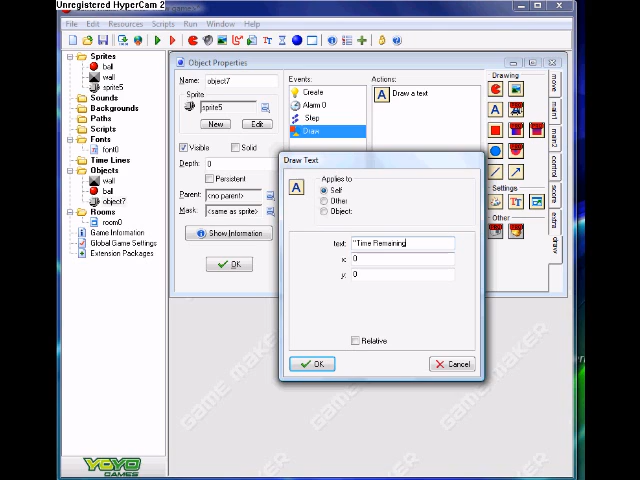 Unregistered HyperCam 2
File Edit Resources Scripts Run Window Help
Sprites
ball
wall
sprite5
Sounds
Backgrounds
Paths
Scripts
Fonts
font0
Time Lines
Objects
wall
ball
object7
Rooms
room0
Game Information
Global Game Settings
Extension Packages
YOYO
GAMES
Object Properties
Name: object7
Sprite
sprite5
New Edit
Visible Solid
Depth: 0
Persistent
Parent: <no parent>
Mask: <same as sprite>
Show Information
OK
Events:
Create
Alarm 0
Step
Draw
Actions:
Draw a text
Drawing
Settings
Other
move
main1
main2
control
score
extra
draw
Draw Text
Applies to
Self
Other
Object:
text: "Time Remaining
x: 0
y: 0
Relative
OK Cancel
GAME MAKER
GAME MAKER
GAME MAKER